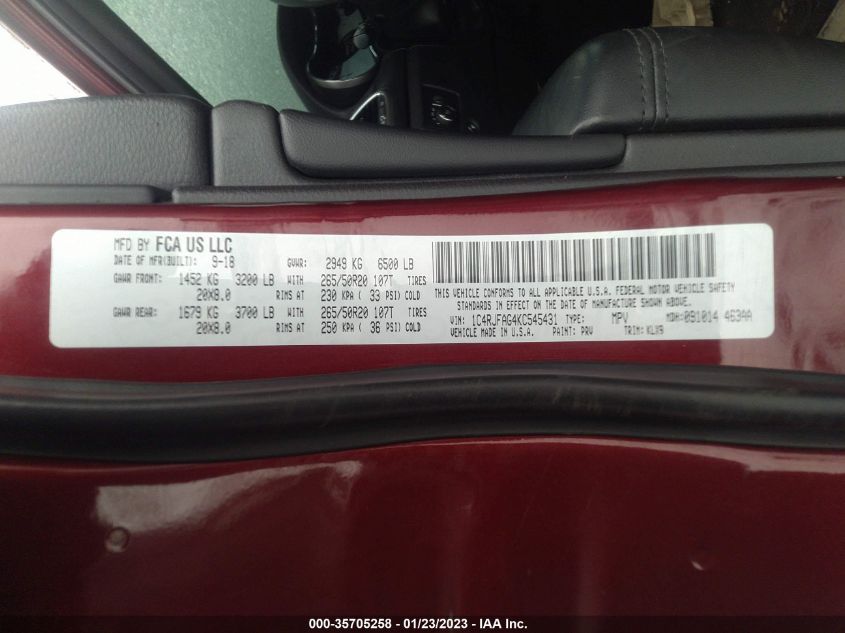 MFD BY FCA US LLC
DATE OF MFR(BUILT): 9-18 GVWR: 2949 KG 6500 LB
GAWR FRONT: 1452 KG 3200 LB WITH 265/50R20 107T TIRES
20X8.0 RIMS AT 230 KPA ( 33 PSI) COLD
GAWR REAR: 1679 KG 3700 LB WITH 265/50R20 107T TIRES
20X8.0 RIMS AT 250 KPA ( 36 PSI) COLD
THIS VEHICLE CONFORMS TO ALL APPLICABLE U.S.A. FEDERAL MOTOR VEHICLE SAFETY
STANDARDS IN EFFECT ON THE DATE OF MANUFACTURE SHOWN ABOVE.
VIN: 1C4RJFAG4KC545431 TYPE: MPV MDH:091014 463AA
VEHICLE MADE IN U.S.A. PAINT: PRV TRIM: KLX9
000-35705258 - 01/23/2023 - IAA Inc.